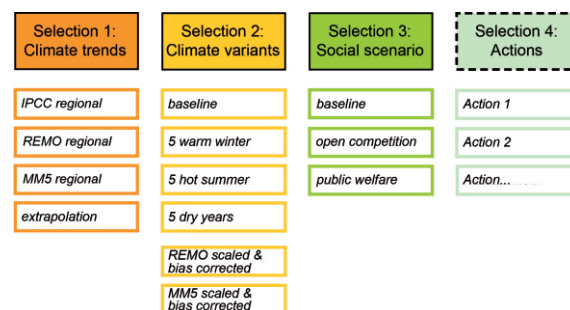 Selection 1:
Climate trends
IPCC regional
REMO regional
MM5 regional
extrapolation
Selection 2:
Climate variants
baseline
5 warm winter
5 hot summer
5 dry years
REMO scaled &
bias corrected
MM5 scaled &
bias corrected
Selection 3:
Social scenario
baseline
open competition
public welfare
Selection 4:
Actions
Action 1
Action 2
Action.........